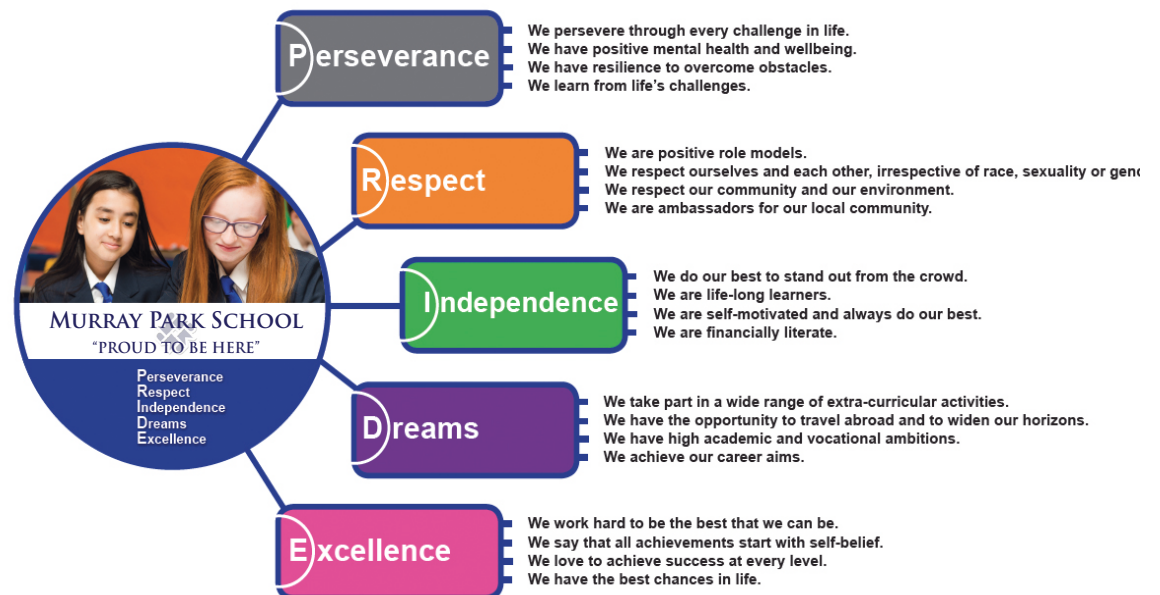 Perseverance
We persevere through every challenge in life.
We have positive mental health and wellbeing.
We have resilience to overcome obstacles.
We learn from life's challenges.
Respect
We are positive role models.
We respect ourselves and each other, irrespective of race, sexuality or
We respect our community and our environment.
We are ambassadors for our local community.
MURRAY PARK SCHOOL
“PROUD TO BE HERE”
Perseverance
Respect
Independence
Dreams
Excellence
Independence
We do our best to stand out from the crowd.
We are life-long learners.
We are self-motivated and always do our best.
We are financially literate.
Dreams
We take part in a wide range of extra-curricular activities.
We have the opportunity to travel abroad and to widen our horizons.
We have high academic and vocational ambitions.
We achieve our career aims.
Excellence
We work hard to be the best that we can be.
We say that all achievements start with self-belief.
We love to achieve success at every level.
We have the best chances in life.